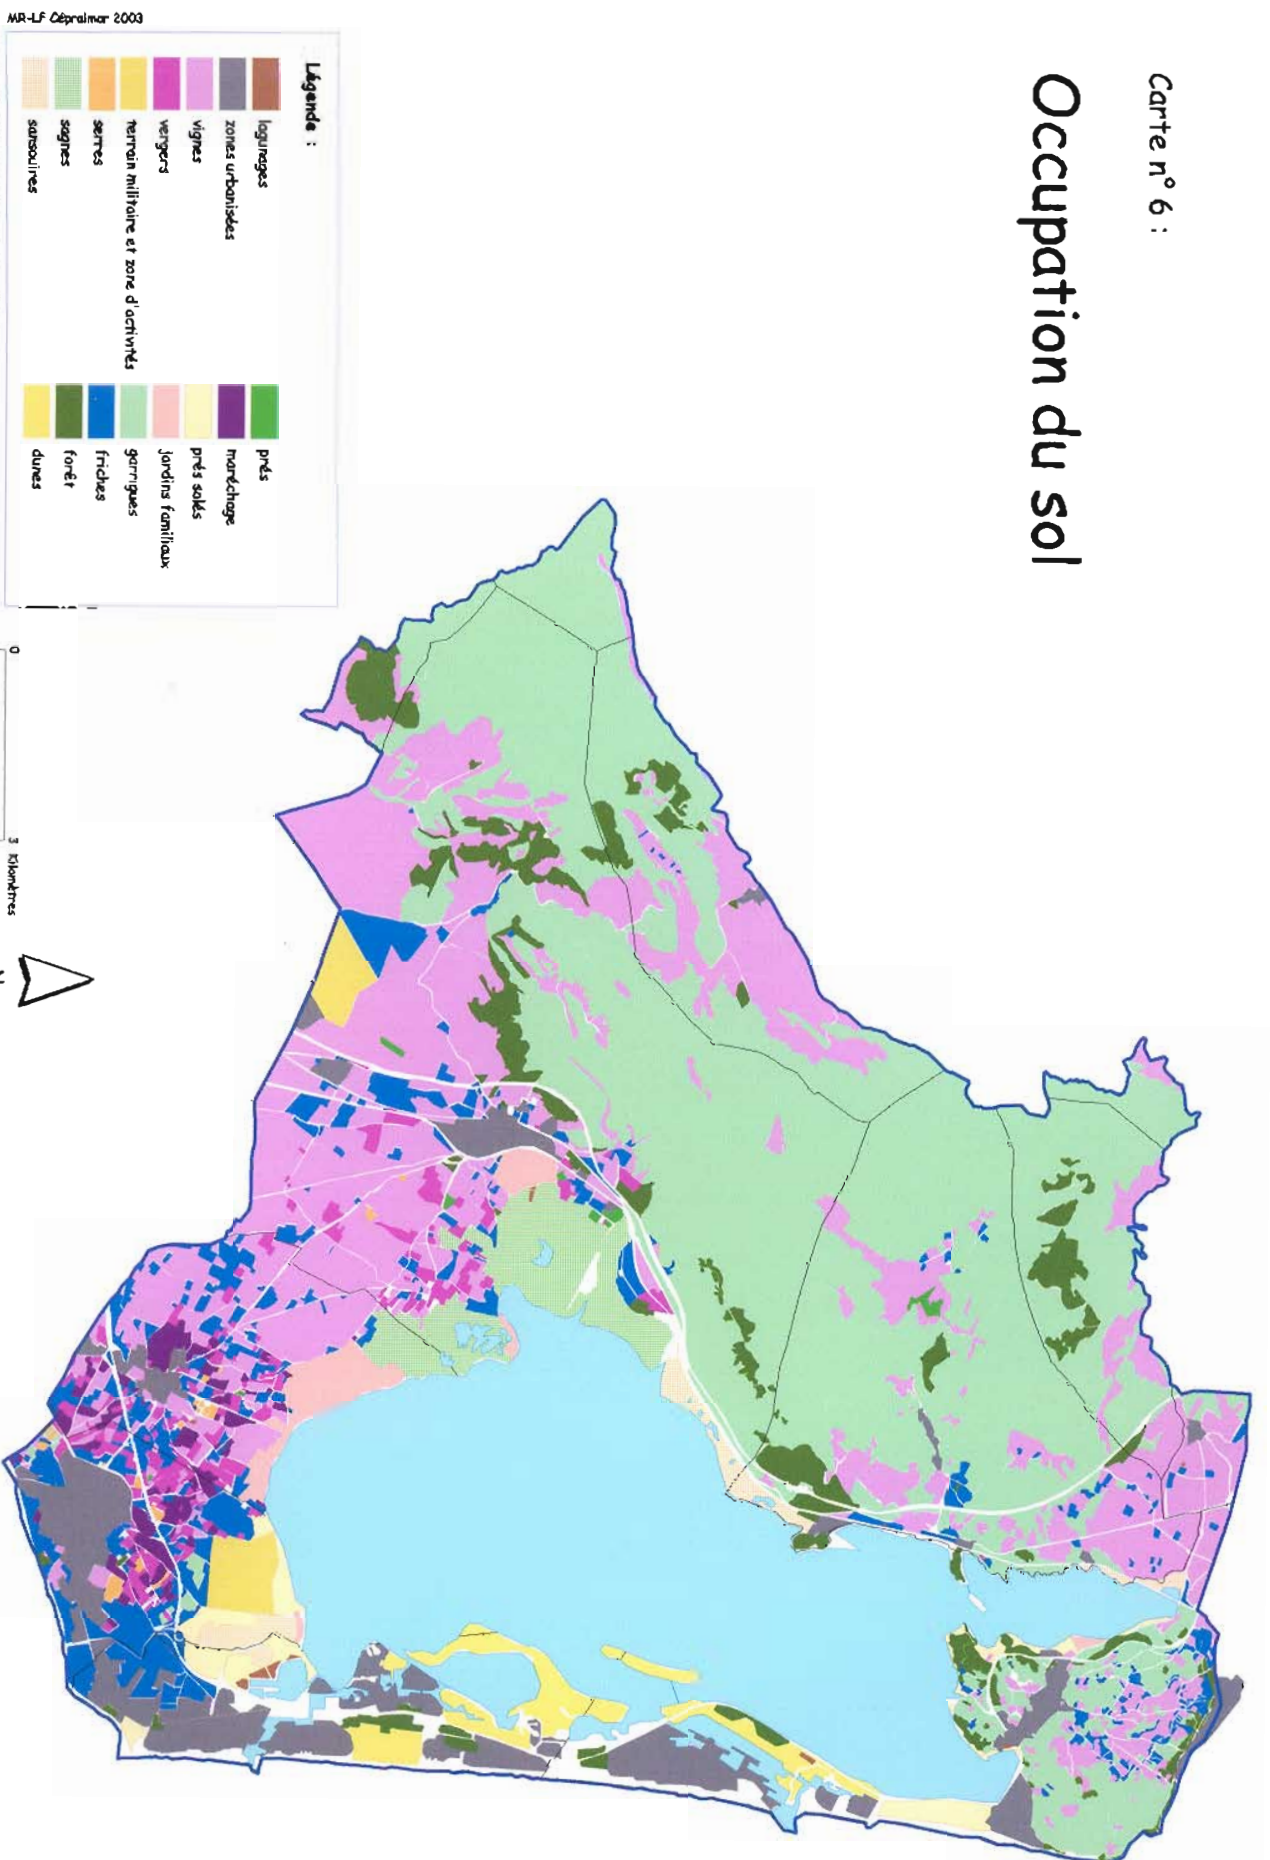 Carte n° 6 :
Occupation du sol
Légende :
lagunages
zones urbanisées
vignes
vergers
terrain militaire et zone d'activités
serres
sagnes
sansouires
prés
maréchage
prés salés
jardins familiaux
garrigues
friches
forêt
dunes
0
3 Kilomètres
N
MR-LF Cépralmar 2003